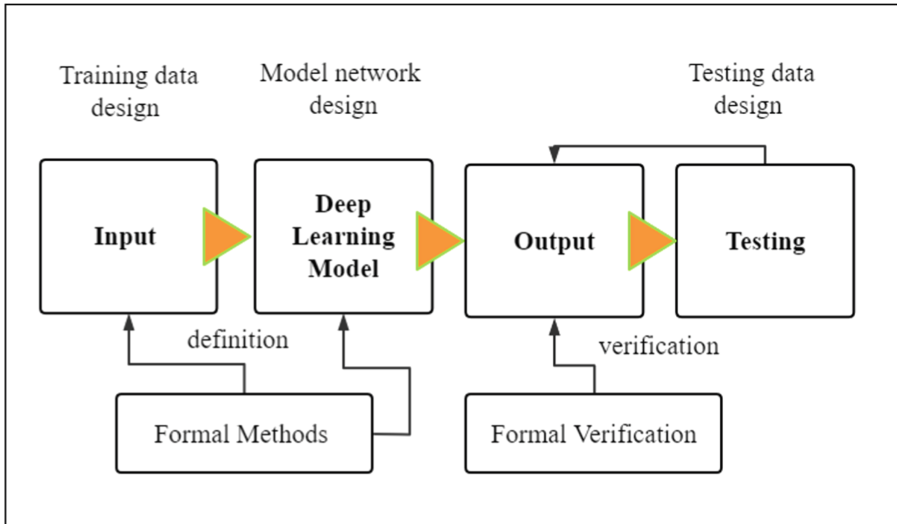 Training data
design
Model network
design
Testing data
design
Input
Deep
Learning
Model
Output
Testing
definition
verification
Formal Methods
Formal Verification